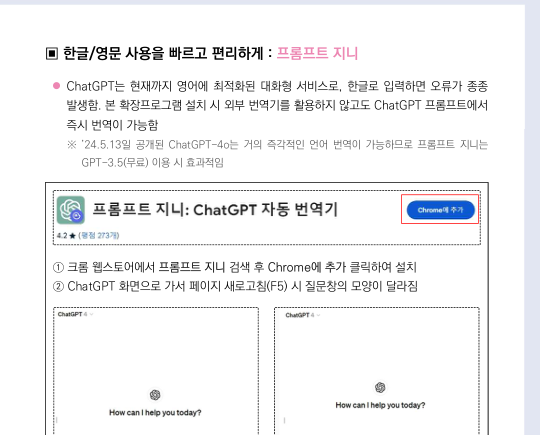 ▣ 한글/영문 사용을 빠르고 편리하게 : 프롬프트 지니
● ChatGPT는 현재까지 영어에 최적화된 대화형 서비스로, 한글로 입력하면 오류가 종종
발생함. 본 확장프로그램 설치 시 외부 번역기를 활용하지 않고도 ChatGPT 프롬프트에서
즉시 번역이 가능함
※ '24.5.13일 공개된 ChatGPT-4o는 거의 즉각적인 언어 번역이 가능하므로 프롬프트 지니는
GPT-3.5(무료) 이용 시 효과적임
프롬프트 지니: ChatGPT 자동 번역기
Chrome에 추가
4.2 ★ (평점 273개)
① 크롬 웹스토어에서 프롬프트 지니 검색 후 Chrome에 추가 클릭하여 설치
② ChatGPT 화면으로 가서 페이지 새로고침(F5) 시 질문창의 모양이 달라짐
ChatGPT 4
ChatGPT 4
How can I help you today?
How can I help you today?